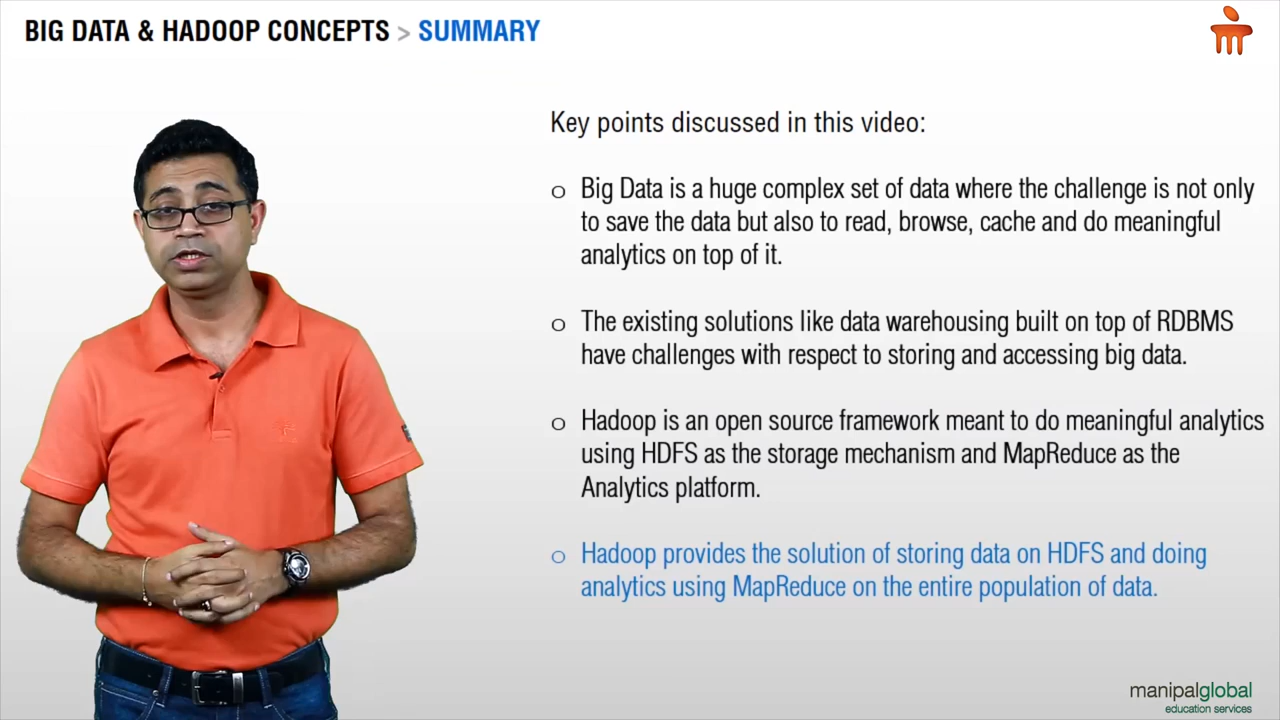 BIG DATA & HADOOP CONCEPTS > SUMMARY
Key points discussed in this video:
o Big Data is a huge complex set of data where the challenge is not only
to save the data but also to read, browse, cache and do meaningful
analytics on top of it.
o The existing solutions like data warehousing built on top of RDBMS
have challenges with respect to storing and accessing big data.
o Hadoop is an open source framework meant to do meaningful analytics
using HDFS as the storage mechanism and MapReduce as the
Analytics platform.
o Hadoop provides the solution of storing data on HDFS and doing
analytics using MapReduce on the entire population of data.
manipalglobal
education services